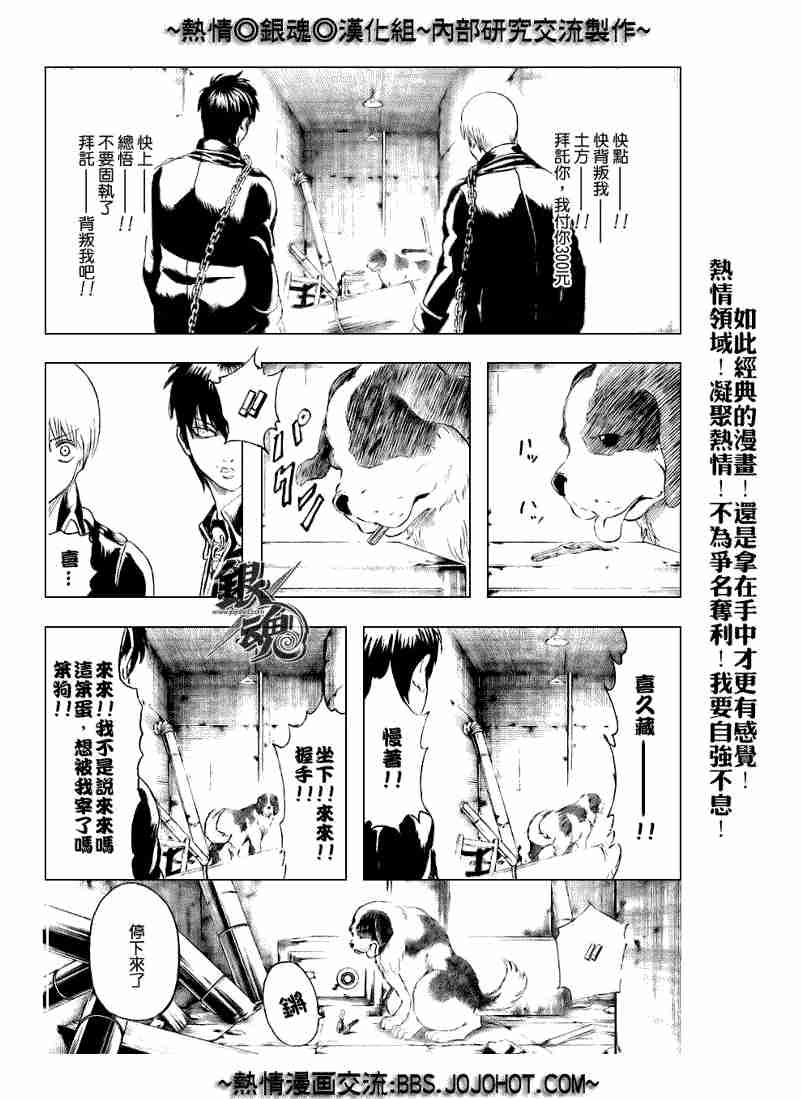 ~熱情◎銀魂◎漢化組~內部研究交流製作~
快點——!!
快背叛我——
土方——!!
拜託你，我付你300元
快上——
總悟——!!
不要固執了
拜託——背叛我吧!!
喜…
銀魂
喜久藏——!!
慢著!!
坐下!!來來
握手!!!
來來!!我不是說來來嗎
這笨蛋，想被我宰了嗎
笨狗!!
鏘
停下來了
如此經典的漫畫！還是拿在手中才更有感覺！
熱情領域！凝聚熱情！不為爭名奪利！我要自強不息！
~熱情漫画交流:BBS.JOJOHOT.COM~